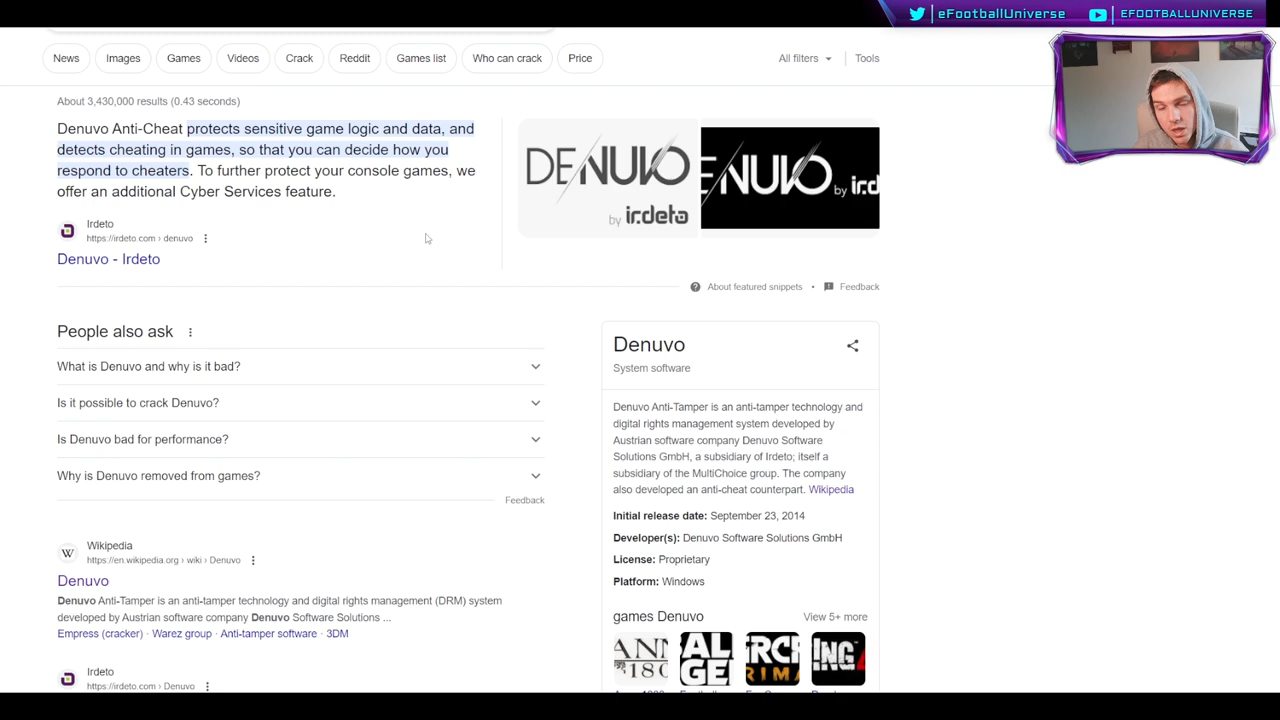 eFootballUniverse
EFOOTBALLUNIVERSE
News
Images
Games
Videos
Crack
Reddit
Games list
Who can crack
Price
All filters
Tools
About 3,430,000 results (0.43 seconds)
Denuvo Anti-Cheat protects sensitive game logic and data, and
detects cheating in games, so that you can decide how you
respond to cheaters. To further protect your console games, we
offer an additional Cyber Services feature.
Irdeto
https://irdeto.com › denuvo
Denuvo - Irdeto
DENUVO
by irdeto
ENUVO by ird
About featured snippets
Feedback
People also ask
What is Denuvo and why is it bad?
Is it possible to crack Denuvo?
Is Denuvo bad for performance?
Why is Denuvo removed from games?
Feedback
W
Wikipedia
https://en.wikipedia.org › wiki › Denuvo
Denuvo
Denuvo Anti-Tamper is an anti-tamper technology and digital rights management (DRM) system
developed by Austrian software company Denuvo Software Solutions ...
Empress (cracker) · Warez group · Anti-tamper software · 3DM
Irdeto
https://irdeto.com › Denuvo
Denuvo
System software
Denuvo Anti-Tamper is an anti-tamper technology and
digital rights management system developed by
Austrian software company Denuvo Software
Solutions GmbH, a subsidiary of Irdeto; itself a
subsidiary of the MultiChoice group. The company
also developed an anti-cheat counterpart. Wikipedia
Initial release date: September 23, 2014
Developer(s): Denuvo Software Solutions GmbH
License: Proprietary
Platform: Windows
games Denuvo
View 5+ more
ANN
180
AL
GE
RCR
RIMA
ING